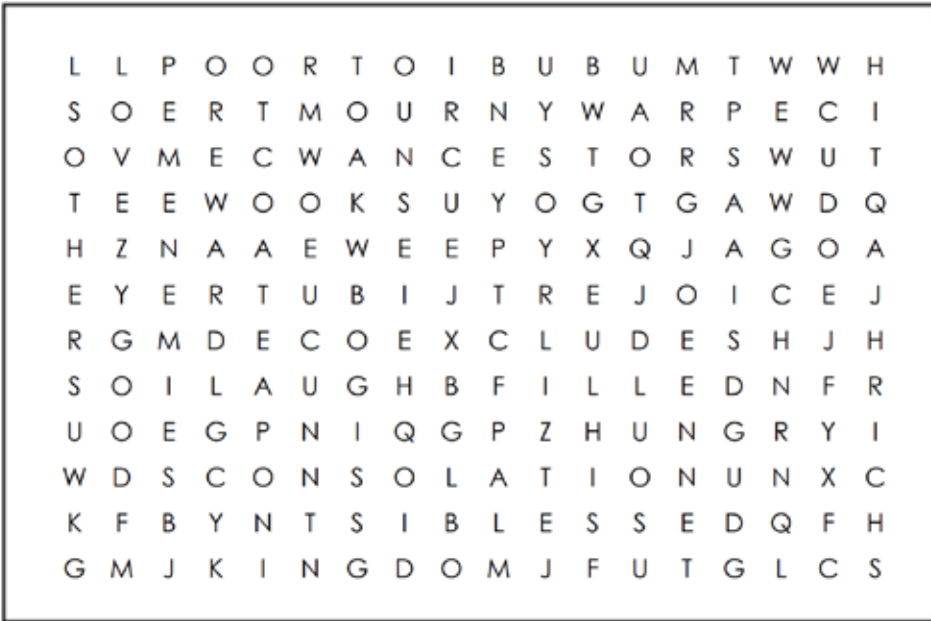 L L P O O R T O I B U B U M T W W H
S O E R T M O U R N Y W A R P E C I
O V M E C W A N C E S T O R S W U T
T E E W O O K S U Y O G T G A W D Q
H Z N A A E W E E P Y X Q J A G O A
E Y E R T U B I J T R E J O I C E J
R G M D E C O E X C L U D E S H J H
S O I L A U G H B F I L L E D N F R
U O E G P N I Q G P Z H U N G R Y I
W D S C O N S O L A T I O N U N X C
K F B Y N T S I B L E S S E D Q F H
G M J K I N G D O M J F U T G L C S